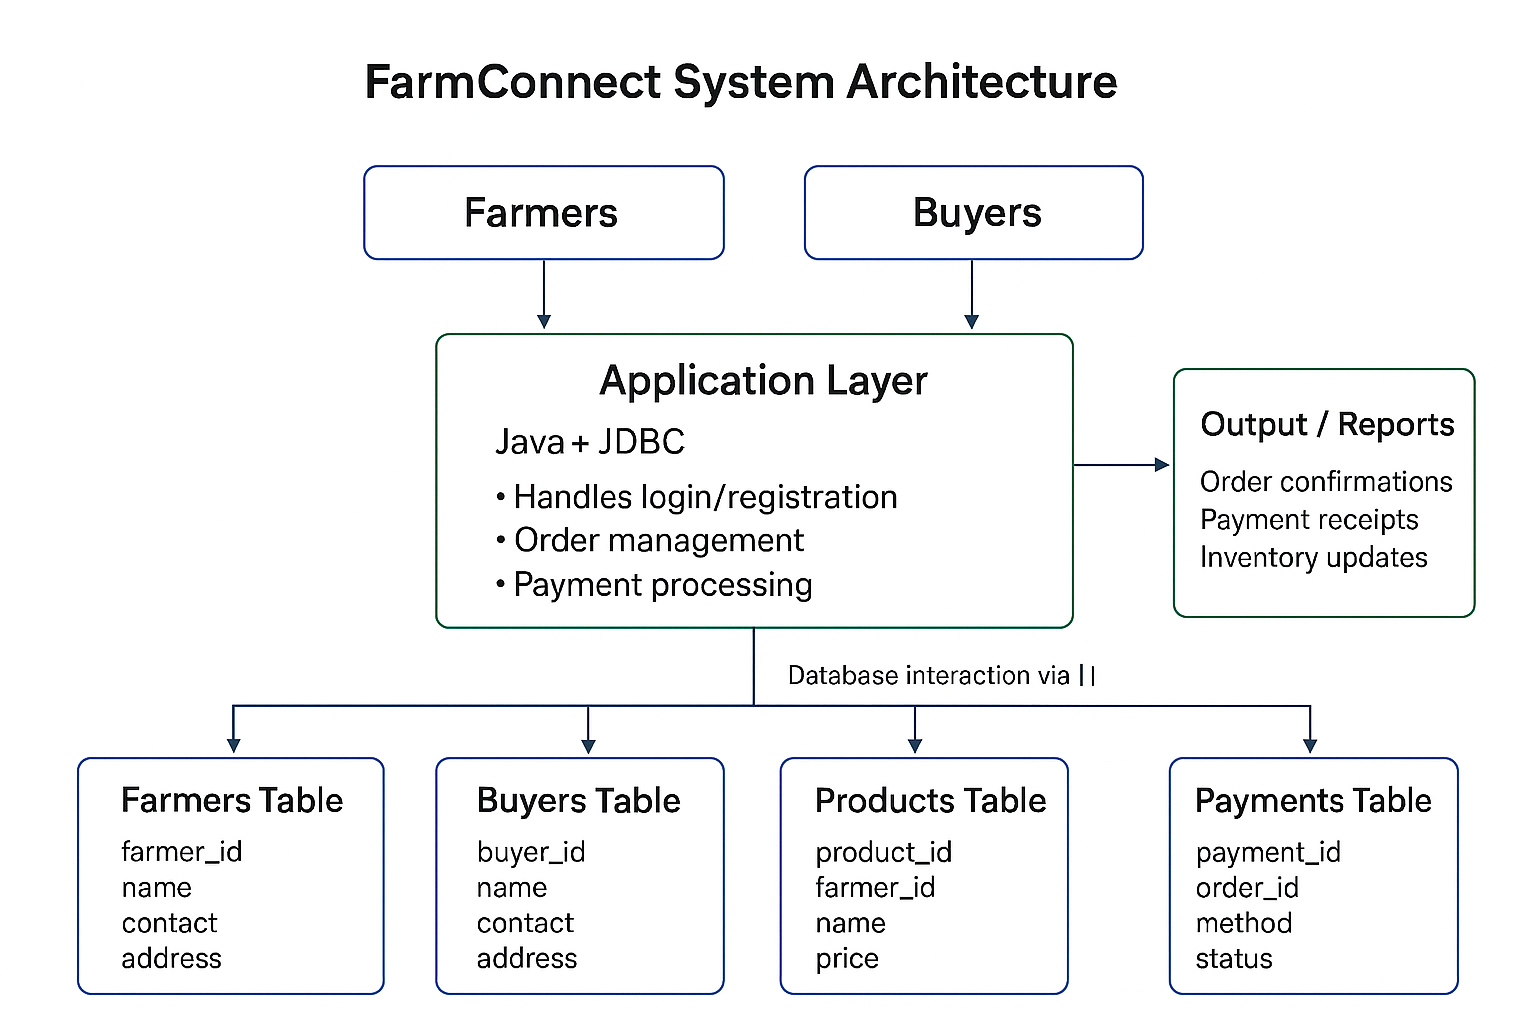 FarmConnect System Architecture
Farmers
Buyers
Application Layer
Java + JDBC
• Handles login/registration
• Order management
• Payment processing
Output / Reports
Order confirmations
Payment receipts
Inventory updates
Database interaction via ||
Farmers Table
farmer_id
name
contact
address
Buyers Table
buyer_id
name
contact
address
Products Table
product_id
farmer_id
name
price
Payments Table
payment_id
order_id
method
status